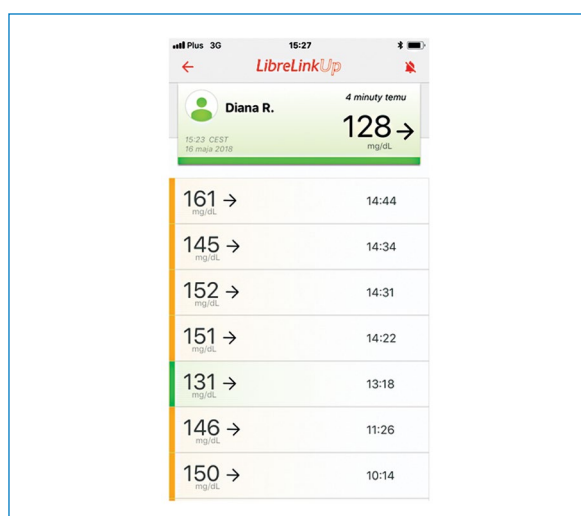 Plus 3G 15:27
LibreLinkUp
Diana R.
4 minuty temu
128 →
mg/dL
15:23 CEST
16 maja 2018
161 → 14:44
mg/dL
145 → 14:34
mg/dL
152 → 14:31
mg/dL
151 → 14:22
mg/dL
131 → 13:18
mg/dL
146 → 11:26
mg/dL
150 → 10:14
mg/dL